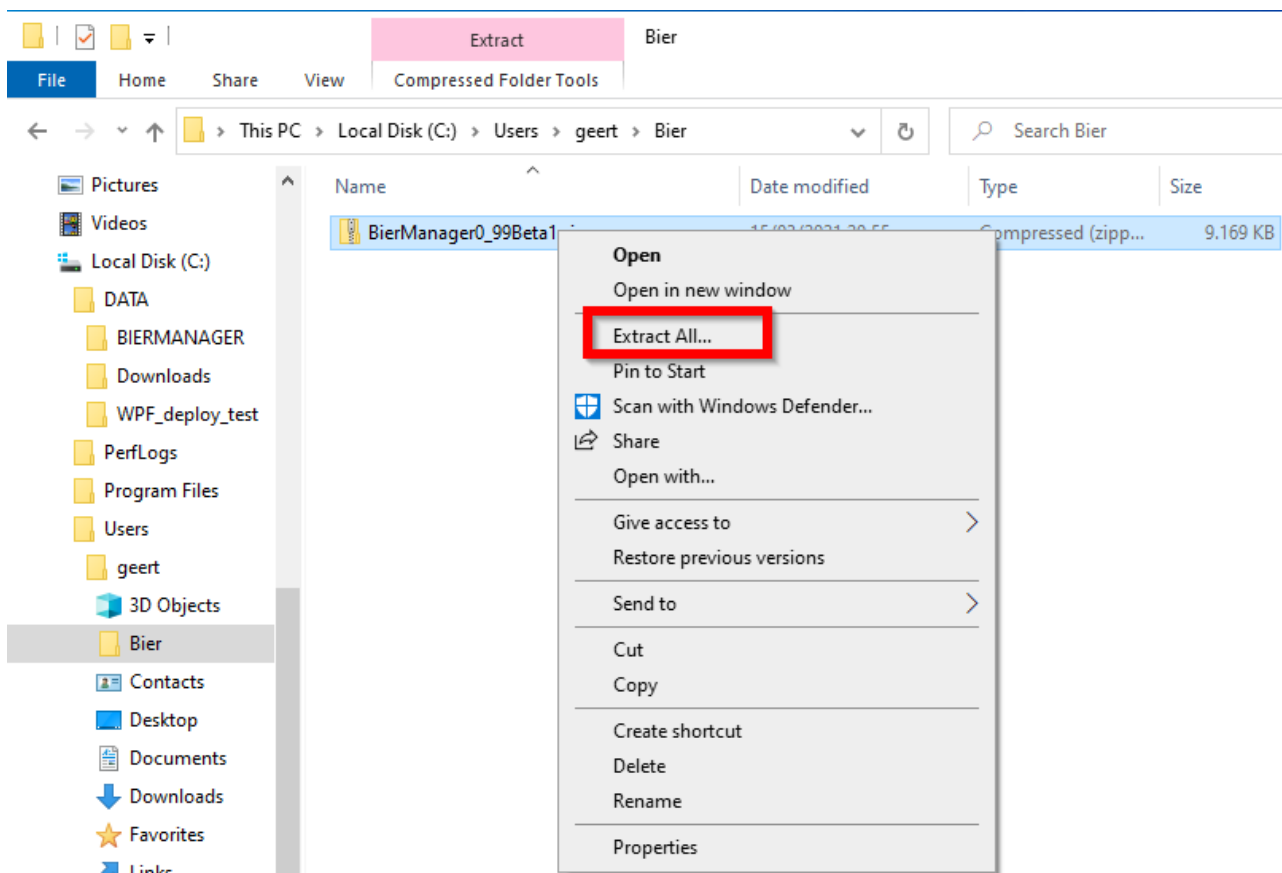 Extract Bier
File Home Share View Compressed Folder Tools
This PC > Local Disk (C:) > Users > geert > Bier Search Bier
Name Date modified Type Size
BierManager0_99Beta1 Compressed (zipp... 9.169 KB
Pictures
Videos
Local Disk (C:)
DATA
BIERMANAGER
Downloads
WPF_deploy_test
PerfLogs
Program Files
Users
geert
3D Objects
Bier
Contacts
Desktop
Documents
Downloads
Favorites
Links
Open
Open in new window
Extract All...
Pin to Start
Scan with Windows Defender...
Share
Open with...
Give access to
Restore previous versions
Send to
Cut
Copy
Create shortcut
Delete
Rename
Properties